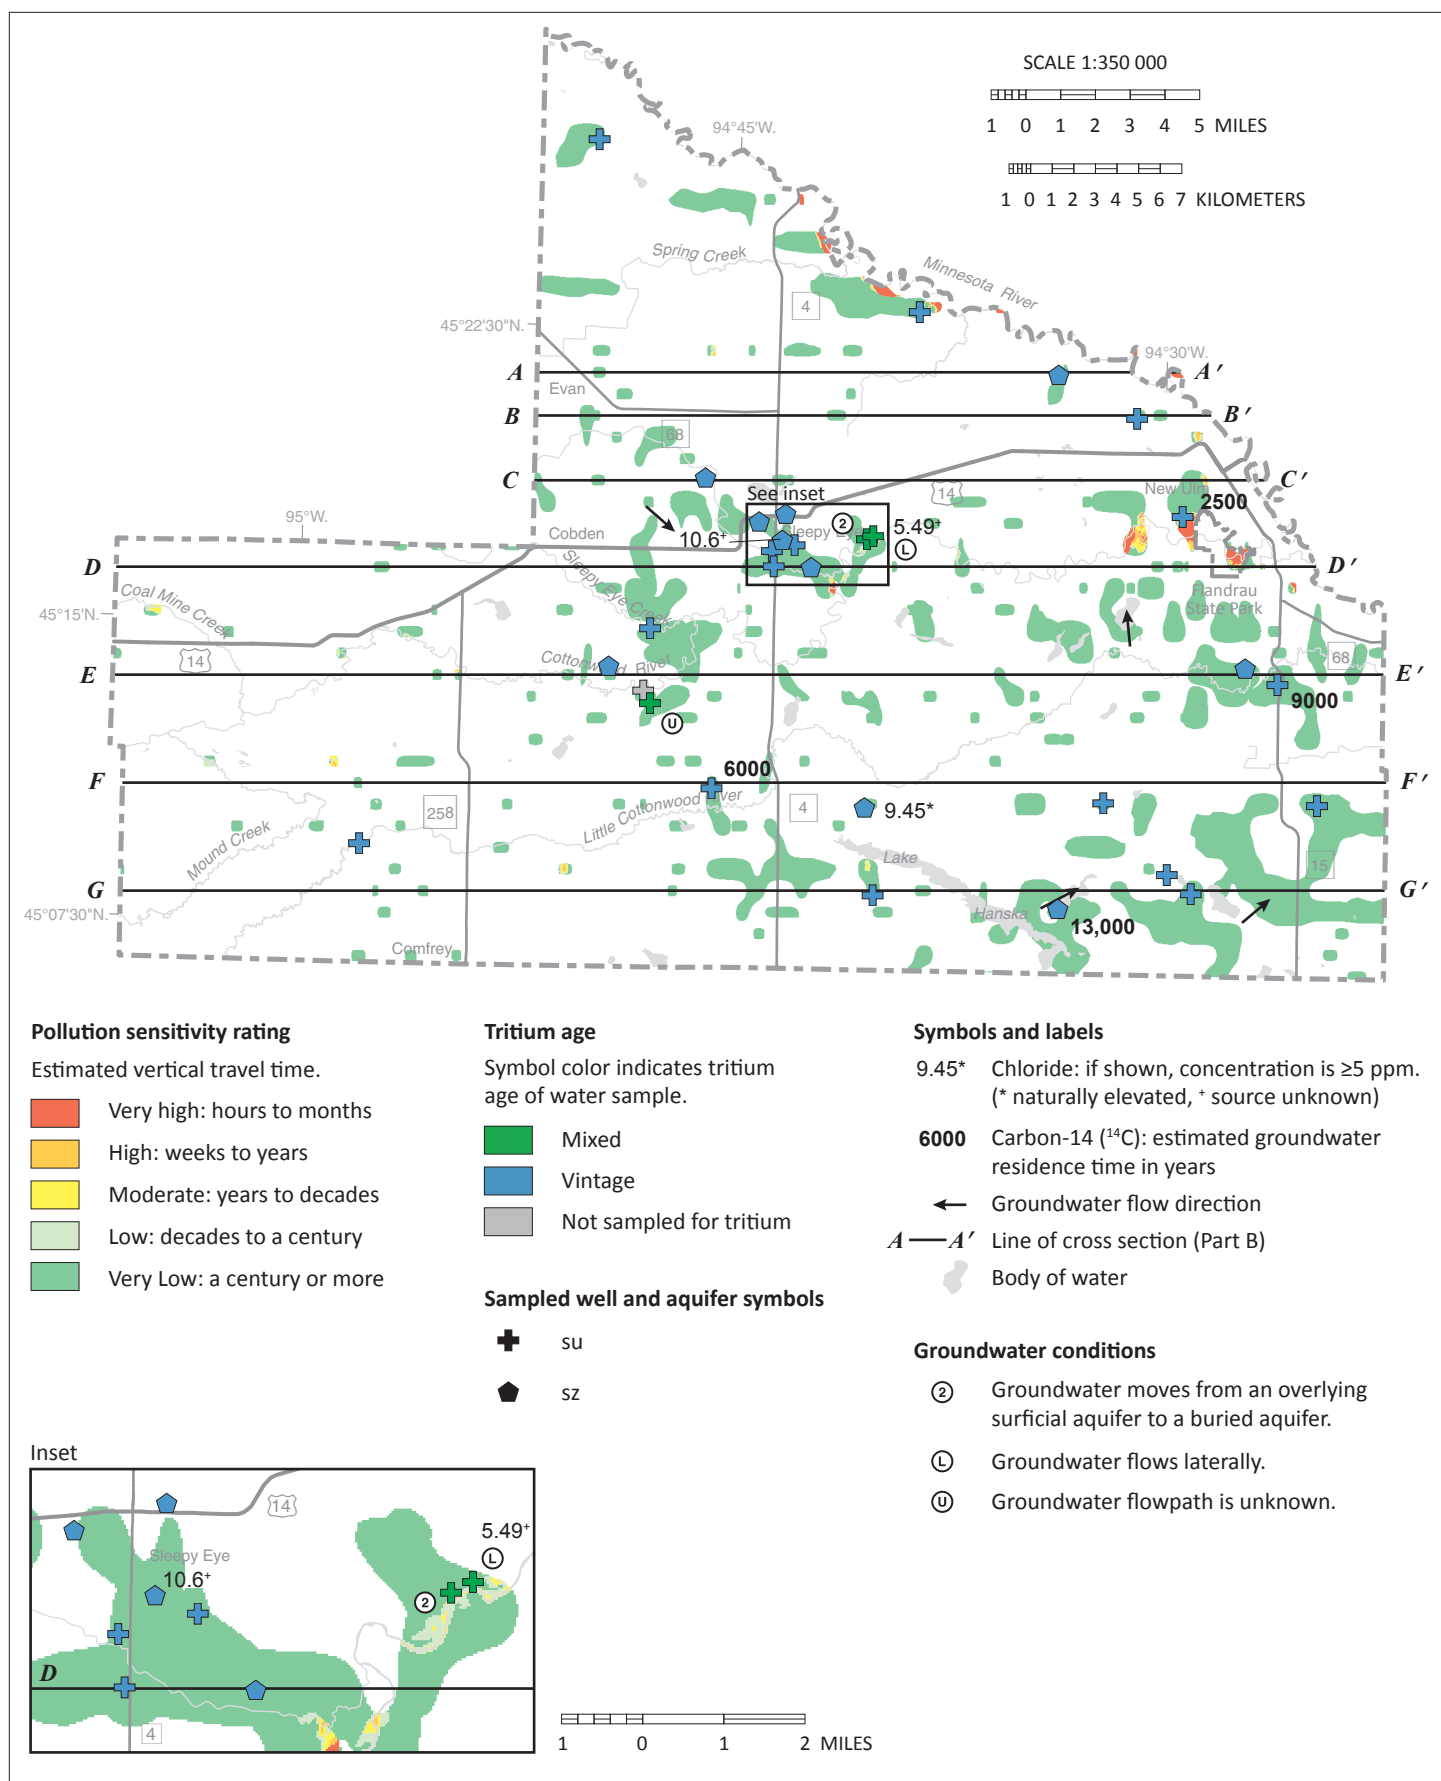 SCALE 1:350 000
1 0 1 2 3 4 5 MILES
1 0 1 2 3 4 5 6 7 KILOMETERS
94°45'W.
Spring Creek
Minnesota River
4
45°22'30"N.
94°30'W.
A
A′
Evan
B
B′
68
C
C′
See inset
14
New Ulm
2500
95°W.
Cobden
10.6⁺
2
Sleepy Eye
5.49⁺
L
D
D′
Coal Mine Creek
Sleepy Eye Creek
Flandrau
State Park
45°15'N.
14
Cottonwood River
68
E
E′
9000
U
F
6000
F′
258
Little Cottonwood River
4
9.45*
Mound Creek
Lake
15
G
G′
45°07'30"N.
Hanska
13,000
Comfrey
Pollution sensitivity rating
Estimated vertical travel time.
Very high: hours to months
High: weeks to years
Moderate: years to decades
Low: decades to a century
Very Low: a century or more
Tritium age
Symbol color indicates tritium
age of water sample.
Mixed
Vintage
Not sampled for tritium
Sampled well and aquifer symbols
su
sz
Symbols and labels
9.45* Chloride: if shown, concentration is ≥5 ppm.
(* naturally elevated, ⁺ source unknown)
6000 Carbon-14 (¹⁴C): estimated groundwater
residence time in years
Groundwater flow direction
A A′ Line of cross section (Part B)
Body of water
Groundwater conditions
2 Groundwater moves from an overlying
surficial aquifer to a buried aquifer.
L Groundwater flows laterally.
U Groundwater flowpath is unknown.
Inset
14
5.49⁺
L
Sleepy Eye
10.6⁺
2
D
4
1 0 1 2 MILES